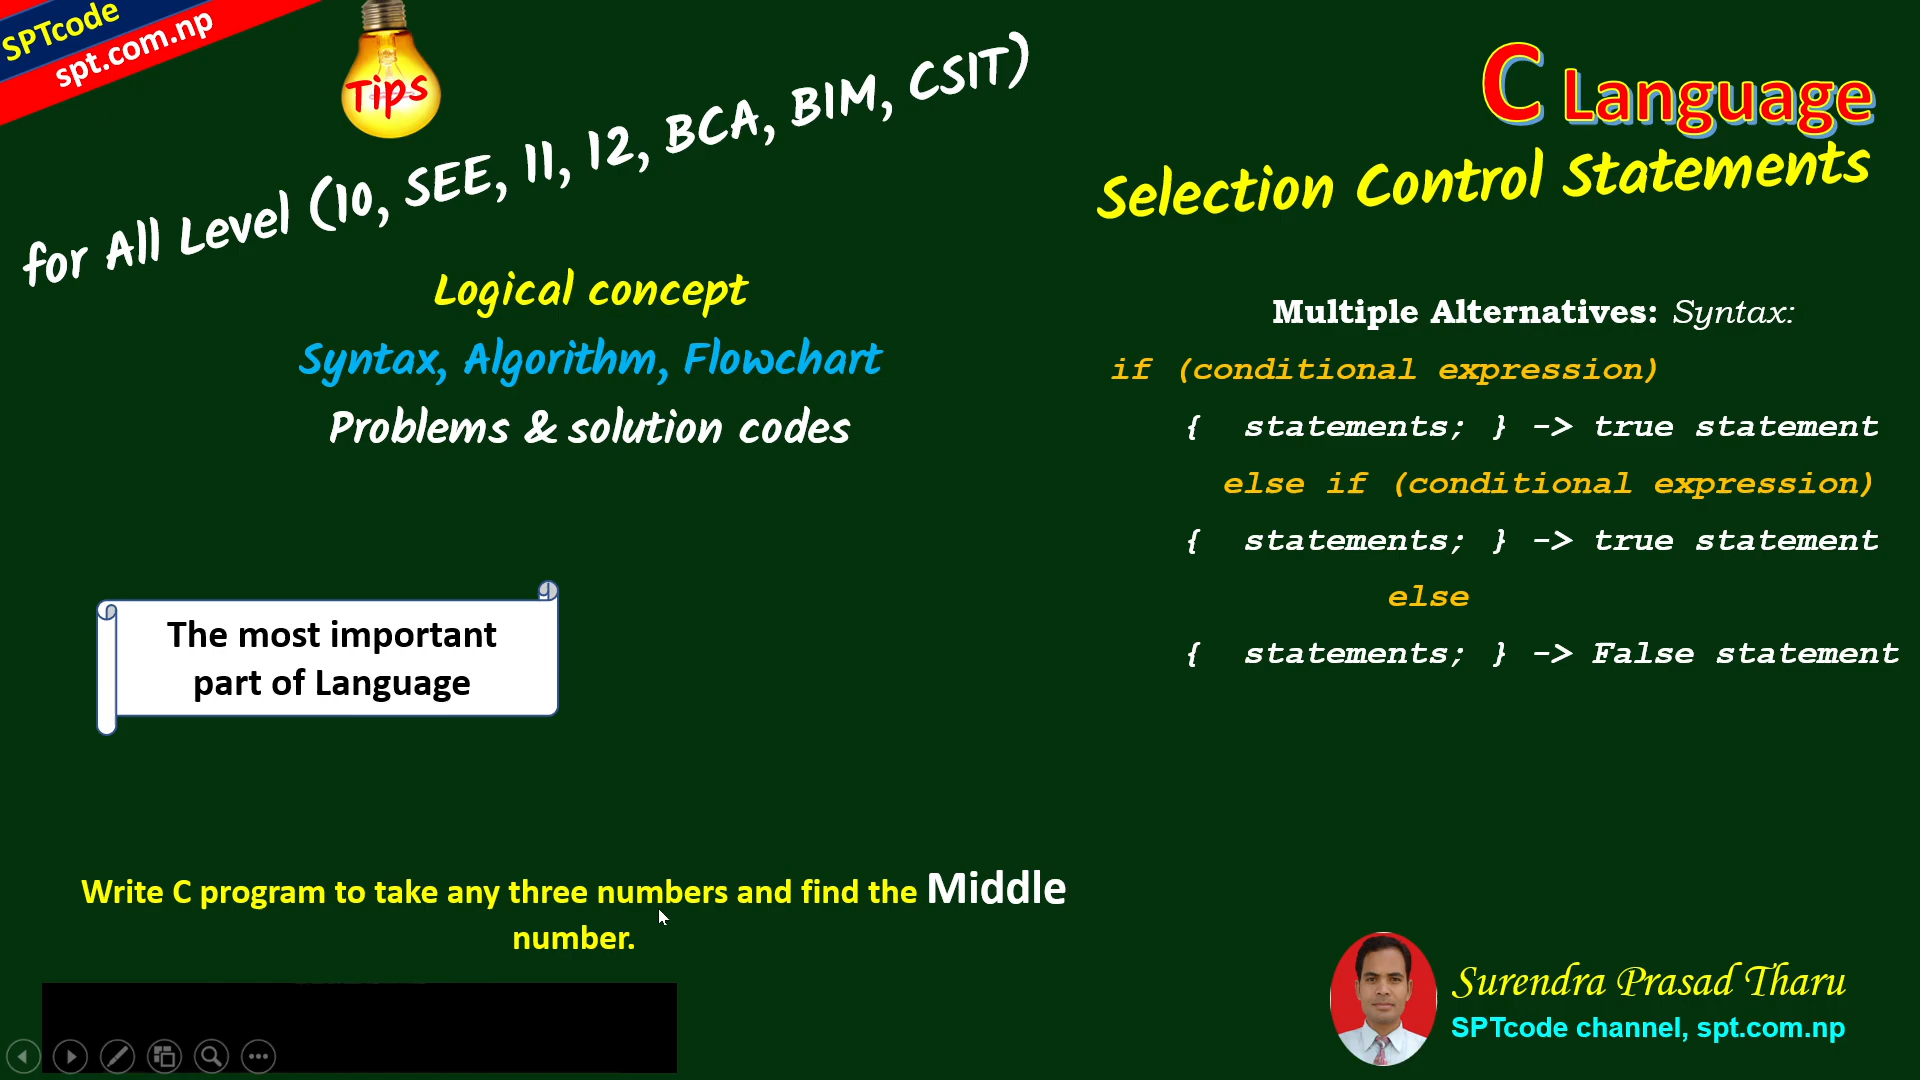 SPTcode
spt.com.np
Tips
for All Level (10, SEE, 11, 12, BCA, BIM, CSIT)
Logical concept
Syntax, Algorithm, Flowchart
Problems & solution codes
The most important
part of Language
Write C program to take any three numbers and find the Middle
number.
C Language
Selection Control Statements
Multiple Alternatives: Syntax:
if (conditional expression)
{ statements; } -> true statement
else if (conditional expression)
{ statements; } -> true statement
else
{ statements; } -> False statement
Surendra Prasad Tharu
SPTcode channel, spt.com.np